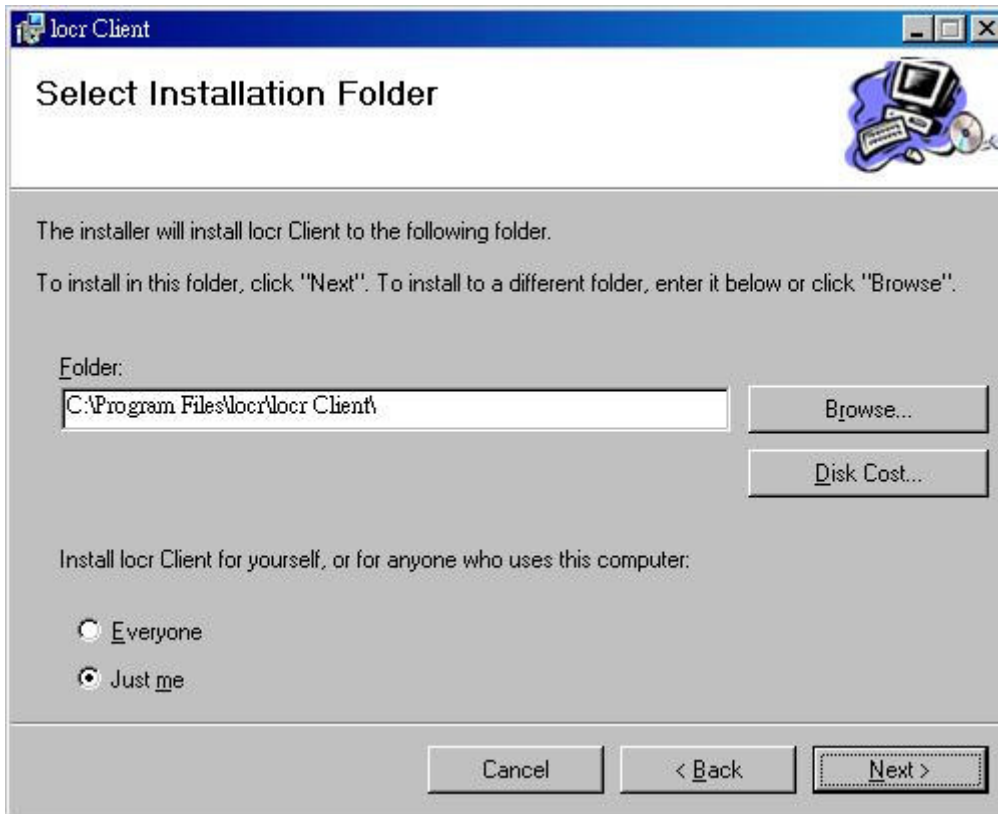 locr Client
Select Installation Folder
The installer will install locr Client to the following folder.
To install in this folder, click "Next". To install to a different folder, enter it below or click "Browse".
Folder:
C:\Program Files\locr\locr Client\
Browse...
Disk Cost...
Install locr Client for yourself, or for anyone who uses this computer:
Everyone
Just me
Cancel
< Back
Next >